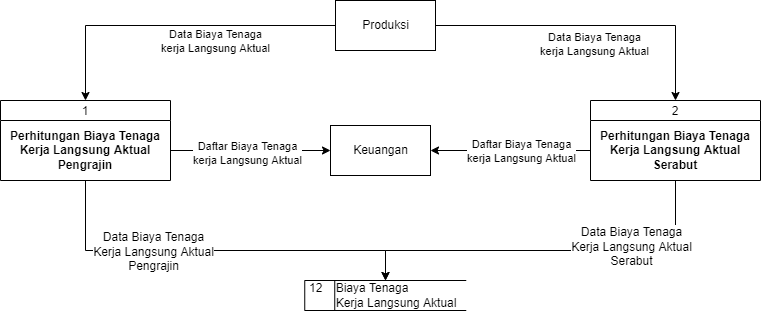 Produksi
Data Biaya Tenaga
kerja Langsung Aktual
Data Biaya Tenaga
kerja Langsung Aktual
1
Perhitungan Biaya Tenaga
Kerja Langsung Aktual
Pengrajin
Daftar Biaya Tenaga
kerja Langsung Aktual
Keuangan
Daftar Biaya Tenaga
kerja Langsung Aktual
2
Perhitungan Biaya Tenaga
Kerja Langsung Aktual
Serabut
Data Biaya Tenaga
Kerja Langsung Aktual
Pengrajin
Data Biaya Tenaga
Kerja Langsung Aktual
Serabut
12
Biaya Tenaga
Kerja Langsung Aktual